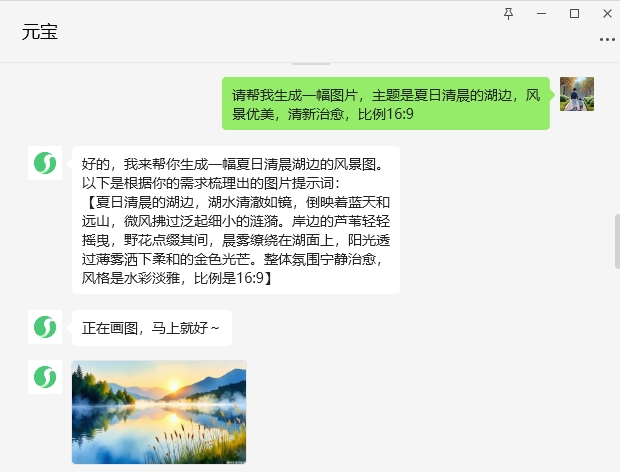 元宝
请帮我生成一幅图片，主题是夏日清晨的湖边，风
景优美，清新治愈，比例16:9
好的，我来帮你生成一幅夏日清晨湖边的风景图。
以下是根据你的需求梳理出的图片提示词：
【夏日清晨的湖边，湖水清澈如镜，倒映着蓝天和
远山，微风拂过泛起细小的涟漪。岸边的芦苇轻轻
摇曳，野花点缀其间，晨雾缭绕在湖面上，阳光透
过薄雾洒下柔和的金色光芒。整体氛围宁静治愈，
风格是水彩淡雅，比例是16:9】
正在画图，马上就好～